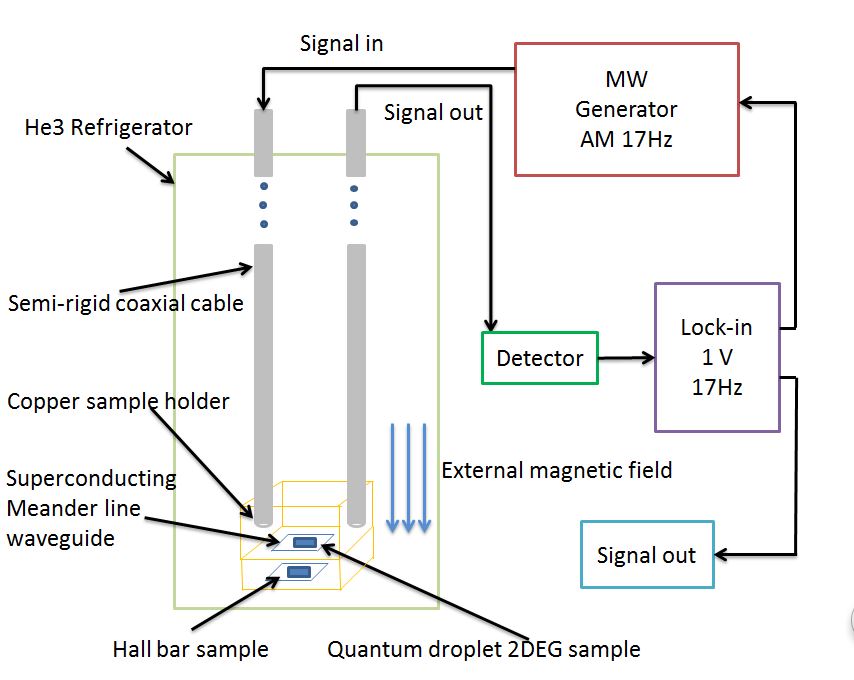 Signal in
MW
Generator
AM 17Hz
Signal out
He3 Refrigerator
Semi-rigid coaxial cable
Lock-in
1 V
17Hz
Detector
Copper sample holder
External magnetic field
Superconducting
Meander line
waveguide
Signal out
Hall bar sample
Quantum droplet 2DEG sample